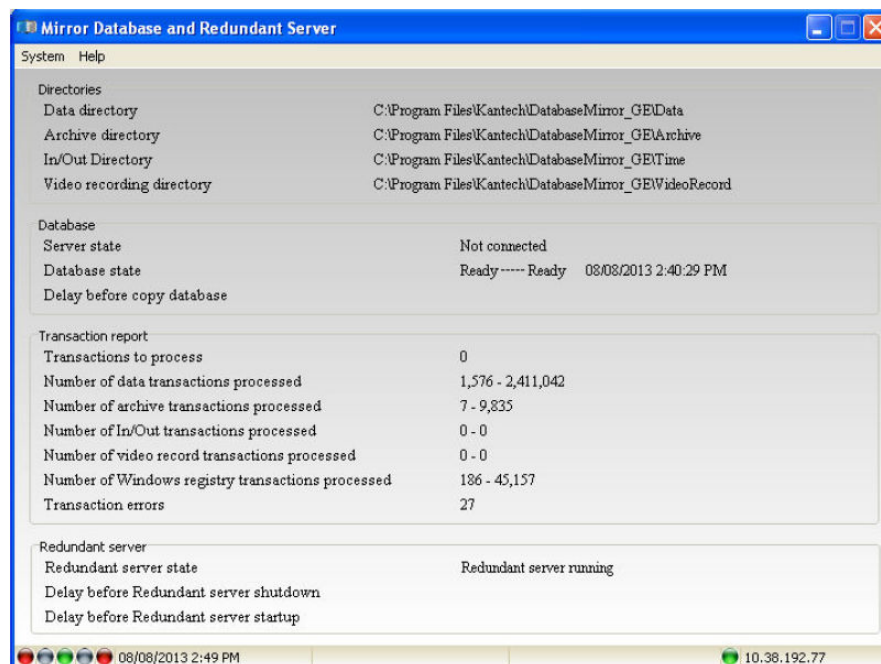 Mirror Database and Redundant Server
System Help
Directories
Data directory C:\Program Files\Kantech\DatabaseMirror_GE\Data
Archive directory C:\Program Files\Kantech\DatabaseMirror_GE\Archive
In/Out Directory C:\Program Files\Kantech\DatabaseMirror_GE\Time
Video recording directory C:\Program Files\Kantech\DatabaseMirror_GE\VideoRecord
Database
Server state Not connected
Database state Ready ----- Ready 08/08/2013 2:40:29 PM
Delay before copy database
Transaction report
Transactions to process 0
Number of data transactions processed 1,576 - 2,411,042
Number of archive transactions processed 7 - 9,835
Number of In/Out transactions processed 0 - 0
Number of video record transactions processed 0 - 0
Number of Windows registry transactions processed 186 - 45,157
Transaction errors 27
Redundant server
Redundant server state Redundant server running
Delay before Redundant server shutdown
Delay before Redundant server startup
08/08/2013 2:49 PM 10.38.192.77